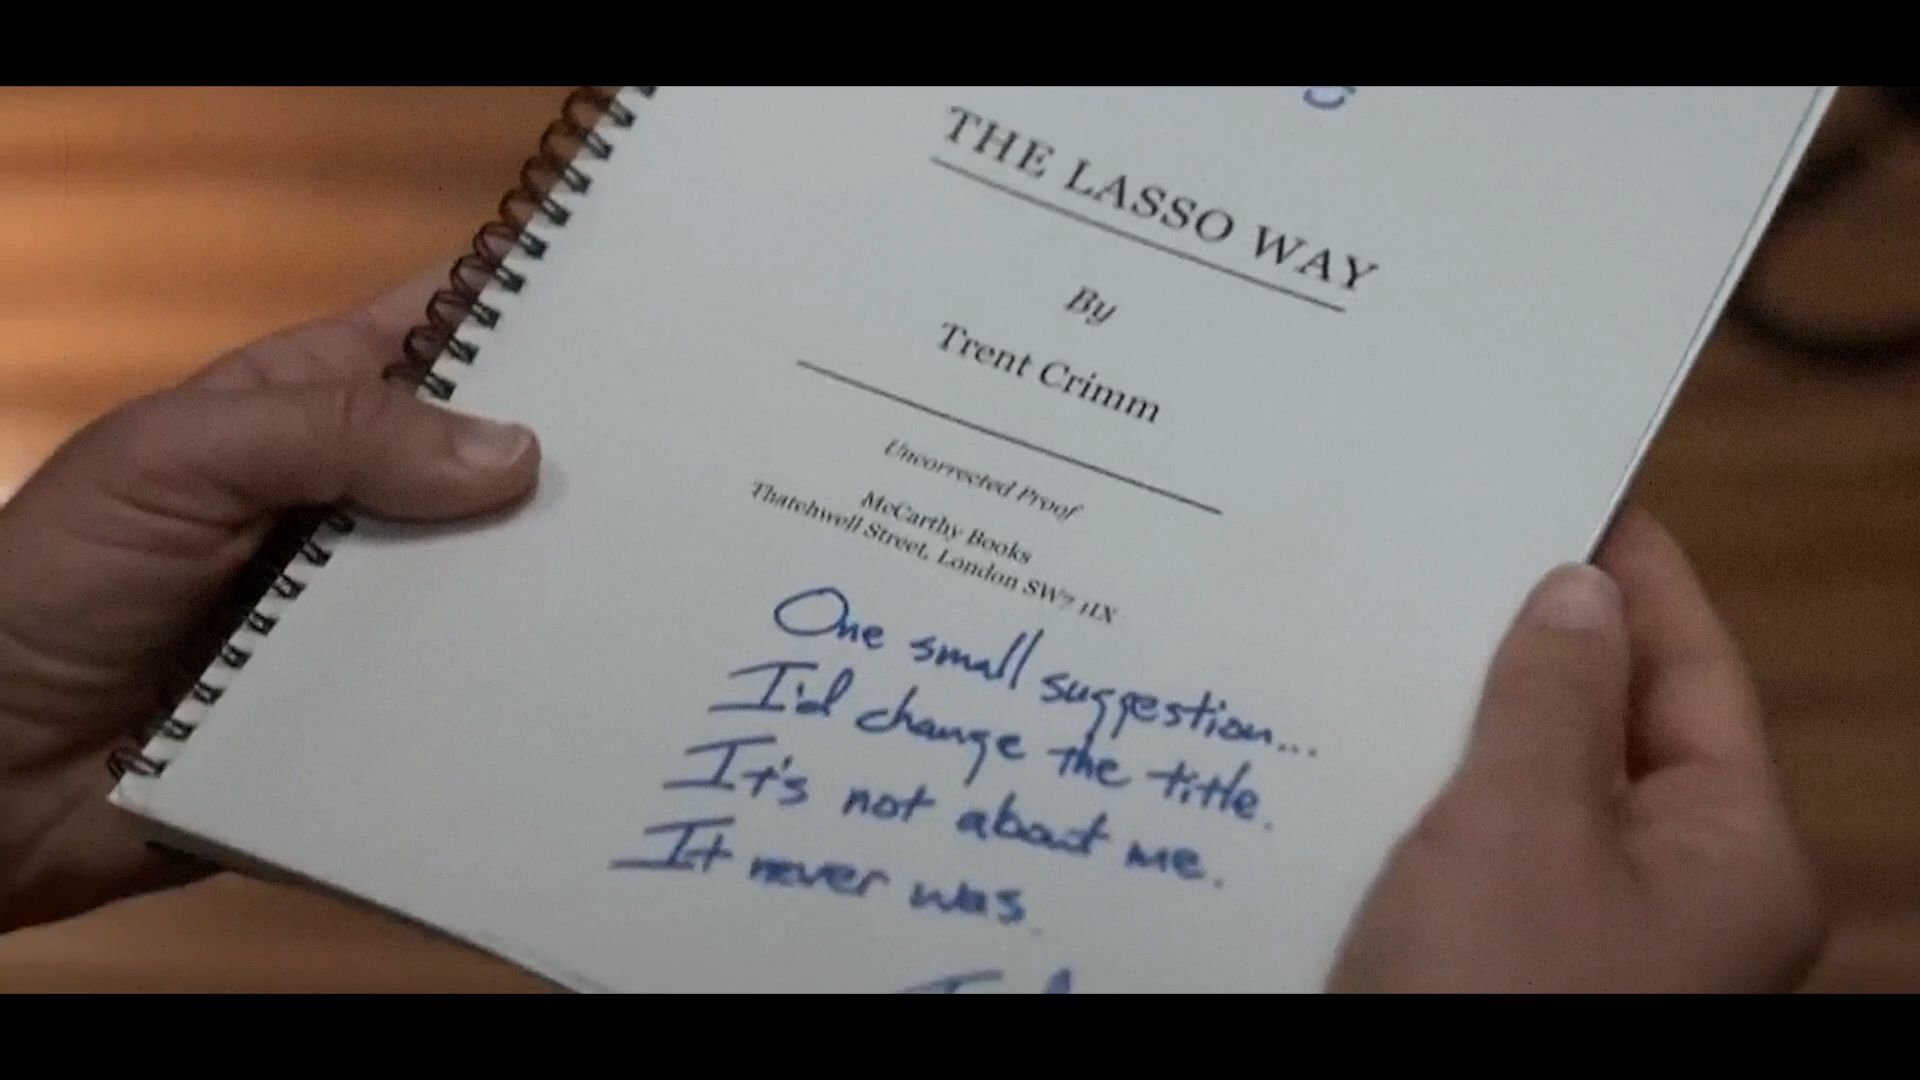 THE LASSO WAY
By
Trent Crimm
Uncorrected Proof
McCarthy Books
Thatchwell Street, London SW7 1LX
One small suggestion...
I'd change the title.
It's not about me.
It never was.